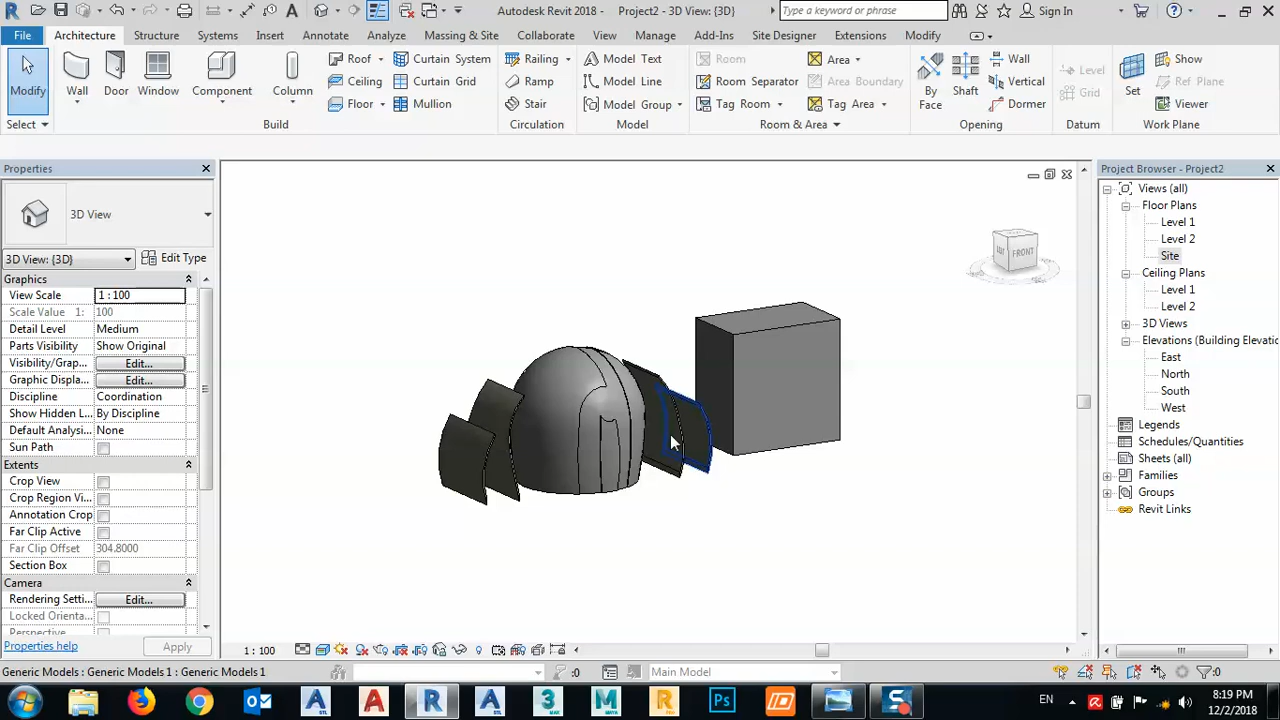 Autodesk Revit 2018 - Project2 - 3D View: {3D}
Type a keyword or phrase
Sign In
File
Architecture
Structure
Systems
Insert
Annotate
Analyze
Massing & Site
Collaborate
View
Manage
Add-Ins
Site Designer
Extensions
Modify
Modify
Wall
Door
Window
Component
Column
Roof
Ceiling
Floor
Curtain System
Curtain Grid
Mullion
Railing
Ramp
Stair
Model Text
Model Line
Model Group
Room
Room Separator
Tag Room
Area
Area Boundary
Tag Area
By
Face
Shaft
Wall
Vertical
Dormer
Level
Grid
Set
Show
Ref Plane
Viewer
Select
Build
Circulation
Model
Room & Area
Opening
Datum
Work Plane
Properties
3D View
3D View: {3D}
Edit Type
Graphics
View Scale 1 : 100
Scale Value 1: 100
Detail Level Medium
Parts Visibility Show Original
Visibility/Grap... Edit...
Graphic Displa... Edit...
Discipline Coordination
Show Hidden L... By Discipline
Default Analysi... None
Sun Path
Extents
Crop View
Crop Region Vi...
Annotation Crop
Far Clip Active
Far Clip Offset 304.8000
Section Box
Camera
Rendering Setti... Edit...
Locked Orienta...
Perspective
Properties help
Apply
FRONT
Project Browser - Project2
Views (all)
Floor Plans
Level 1
Level 2
Site
Ceiling Plans
Level 1
Level 2
3D Views
Elevations (Building Elevatio
East
North
South
West
Legends
Schedules/Quantities
Sheets (all)
Families
Groups
Revit Links
1 : 100
Generic Models : Generic Models 1 : Generic Models 1
:0
Main Model
:0
EN
8:19 PM
12/2/2018